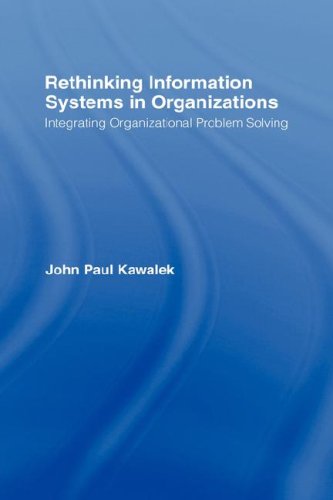 Rethinking Information
Systems in Organizations
Integrating Organizational Problem Solving
John Paul Kawalek